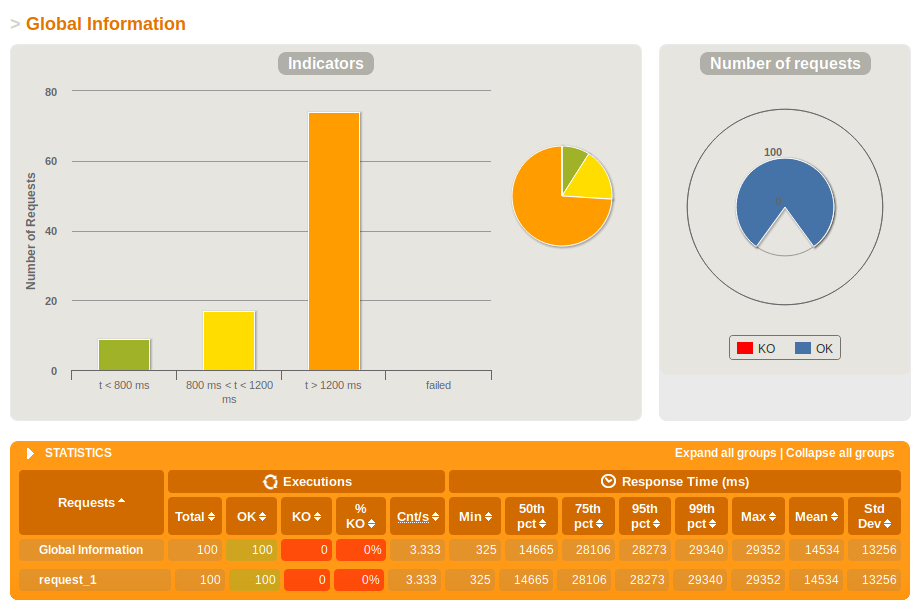 > Global Information
Indicators
Number of Requests
80
60
40
20
0
t < 800 ms
800 ms < t < 1200
ms
t > 1200 ms
failed
Number of requests
100
0
KO
OK
STATISTICS
Expand all groups | Collapse all groups
Requests
Executions
Response Time (ms)
Total
OK
KO
%
KO
Cnt/s
Min
50th
pct
75th
pct
95th
pct
99th
pct
Max
Mean
Std
Dev
Global Information 100 100 0 0% 3.333 325 14665 28106 28273 29340 29352 14534 13256
request_1 100 100 0 0% 3.333 325 14665 28106 28273 29340 29352 14534 13256